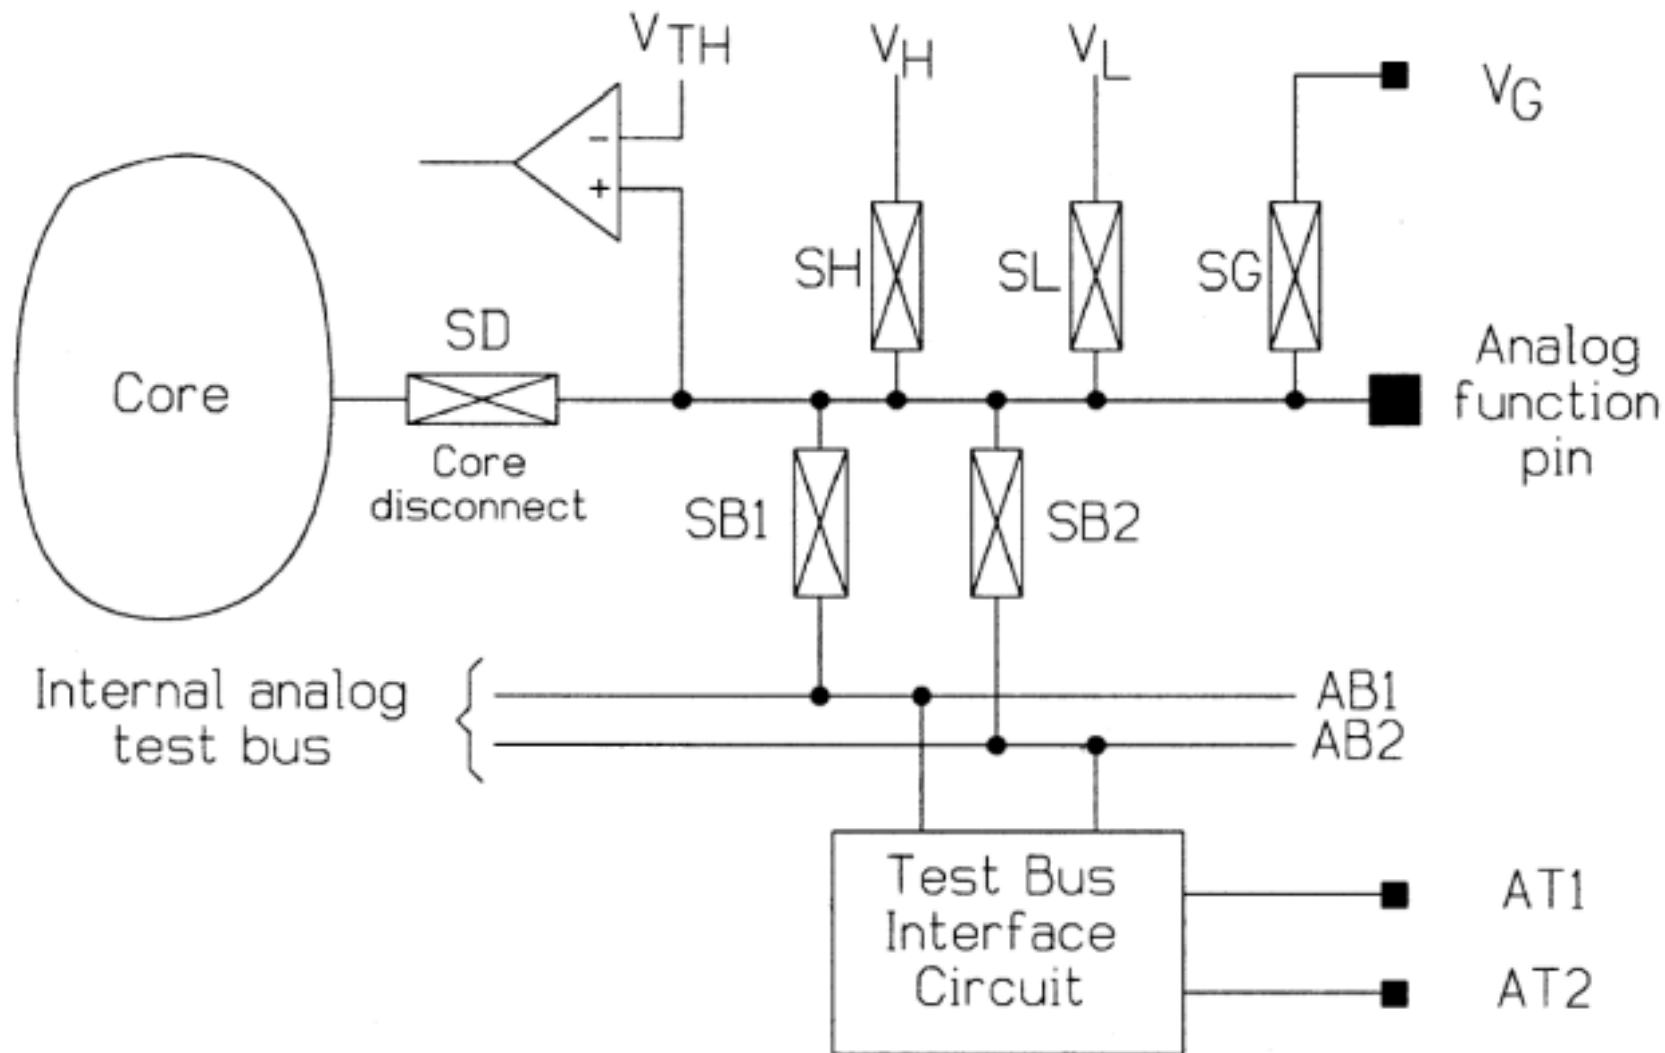 VTH
VH
VL
VG
-
+
SH
SL
SG
SD
Core
Core
disconnect
Analog
function
pin
SB1
SB2
Internal analog
test bus
AB1
AB2
Test Bus
Interface
Circuit
AT1
AT2